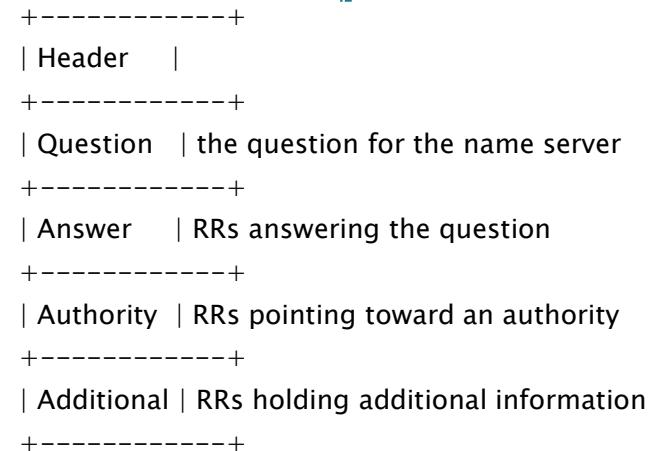 +------------+
| Header |
+------------+
| Question | the question for the name server
+------------+
| Answer | RRs answering the question
+------------+
| Authority | RRs pointing toward an authority
+------------+
| Additional | RRs holding additional information
+------------+